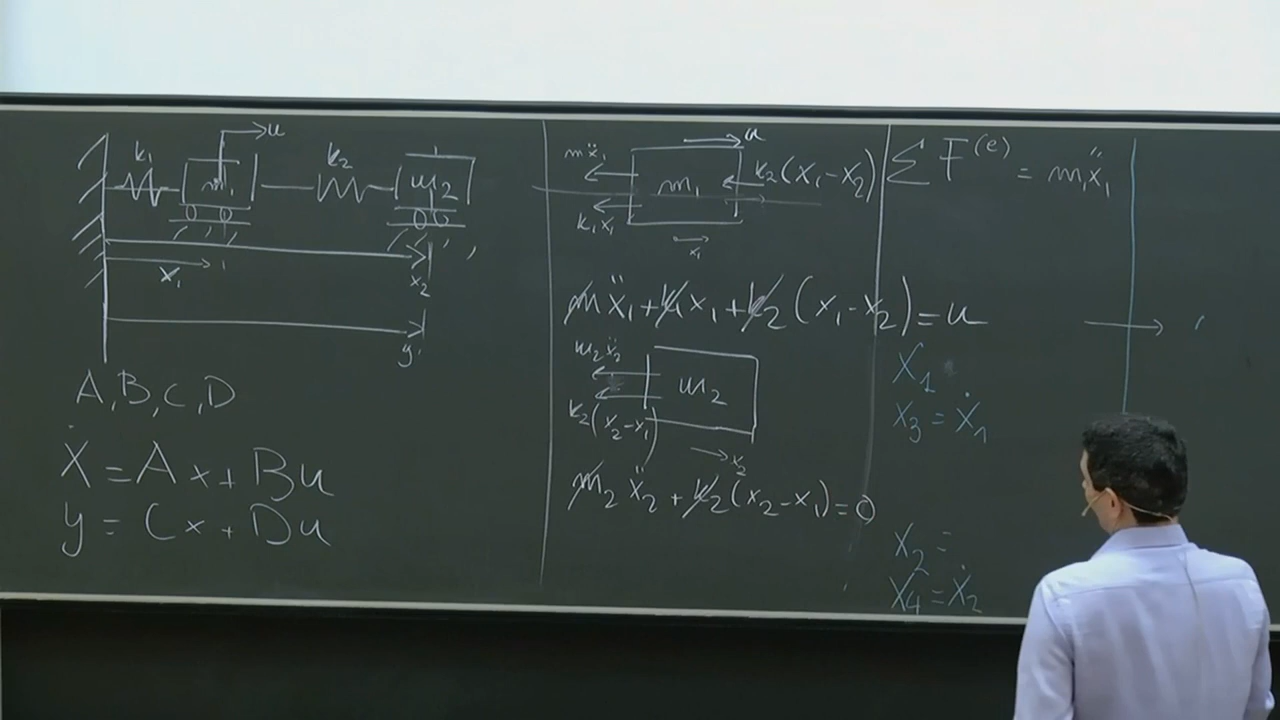 k₁ m₁ u k₂ m₂
x₁ x₂
y
A, B, C, D
Ẋ = Ax + Bu
y = Cx + Du
mẍ₁ m₁ u k₂(x₁-x₂)
k₁x₁ x₁
mẍ₁ + k₁x₁ + k₂(x₁-x₂) = u
m₂ẍ₂ m₂
k₂(x₂-x₁) x₂
m₂ẍ₂ + k₂(x₂-x₁) = 0
∑F⁽ᵉ⁾ = m₁ẍ₁
x₁
x₃ = ẋ₁
x₂ =
x₄ = ẋ₂